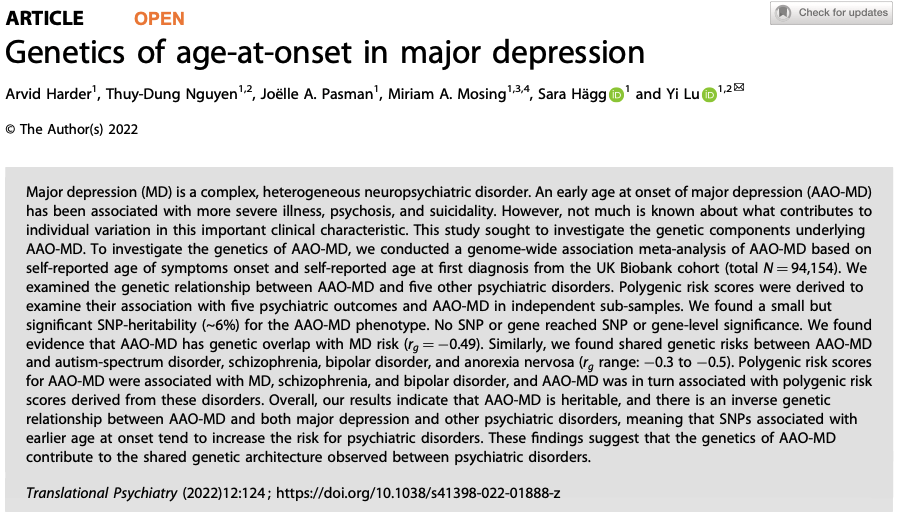 ARTICLE OPEN
Check for updates
Genetics of age-at-onset in major depression
Arvid Harder1, Thuy-Dung Nguyen1,2, Joëlle A. Pasman1, Miriam A. Mosing1,3,4, Sara Hägg iD 1 and Yi Lu iD 1,2✉
© The Author(s) 2022
Major depression (MD) is a complex, heterogeneous neuropsychiatric disorder. An early age at onset of major depression (AAO-MD)
has been associated with more severe illness, psychosis, and suicidality. However, not much is known about what contributes to
individual variation in this important clinical characteristic. This study sought to investigate the genetic components underlying
AAO-MD. To investigate the genetics of AAO-MD, we conducted a genome-wide association meta-analysis of AAO-MD based on
self-reported age of symptoms onset and self-reported age at first diagnosis from the UK Biobank cohort (total N = 94,154). We
examined the genetic relationship between AAO-MD and five other psychiatric disorders. Polygenic risk scores were derived to
examine their association with five psychiatric outcomes and AAO-MD in independent sub-samples. We found a small but
significant SNP-heritability (~6%) for the AAO-MD phenotype. No SNP or gene reached SNP or gene-level significance. We found
evidence that AAO-MD has genetic overlap with MD risk (rg = −0.49). Similarly, we found shared genetic risks between AAO-MD
and autism-spectrum disorder, schizophrenia, bipolar disorder, and anorexia nervosa (rg range: −0.3 to −0.5). Polygenic risk scores
for AAO-MD were associated with MD, schizophrenia, and bipolar disorder, and AAO-MD was in turn associated with polygenic risk
scores derived from these disorders. Overall, our results indicate that AAO-MD is heritable, and there is an inverse genetic
relationship between AAO-MD and both major depression and other psychiatric disorders, meaning that SNPs associated with
earlier age at onset tend to increase the risk for psychiatric disorders. These findings suggest that the genetics of AAO-MD
contribute to the shared genetic architecture observed between psychiatric disorders.
Translational Psychiatry (2022)12:124 ; https://doi.org/10.1038/s41398-022-01888-z